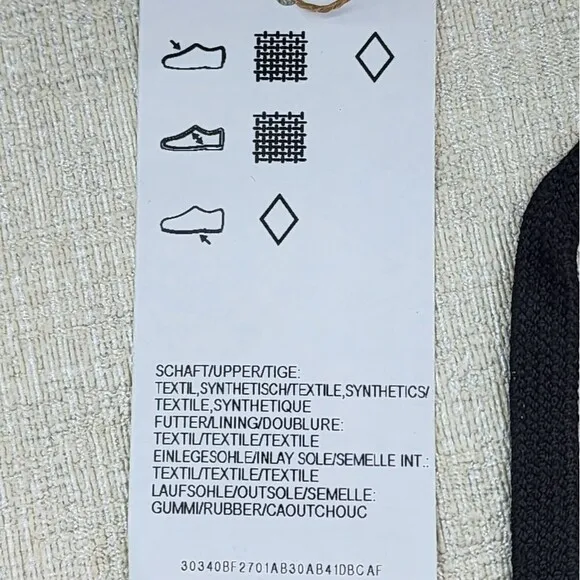 SCHAFT/UPPER/TIGE:
TEXTIL,SYNTHETISCH/TEXTILE,SYNTHETICS/
TEXTILE,SYNTHETIQUE
FUTTER/LINING/DOUBLURE:
TEXTIL/TEXTILE/TEXTILE
EINLEGESOHLE/INLAY SOLE/SEMELLE INT.:
TEXTIL/TEXTILE/TEXTILE
LAUFSOHLE/OUTSOLE/SEMELLE:
GUMMI/RUBBER/CAOUTCHOUC
30340BF2701AB30AB41DBCAF